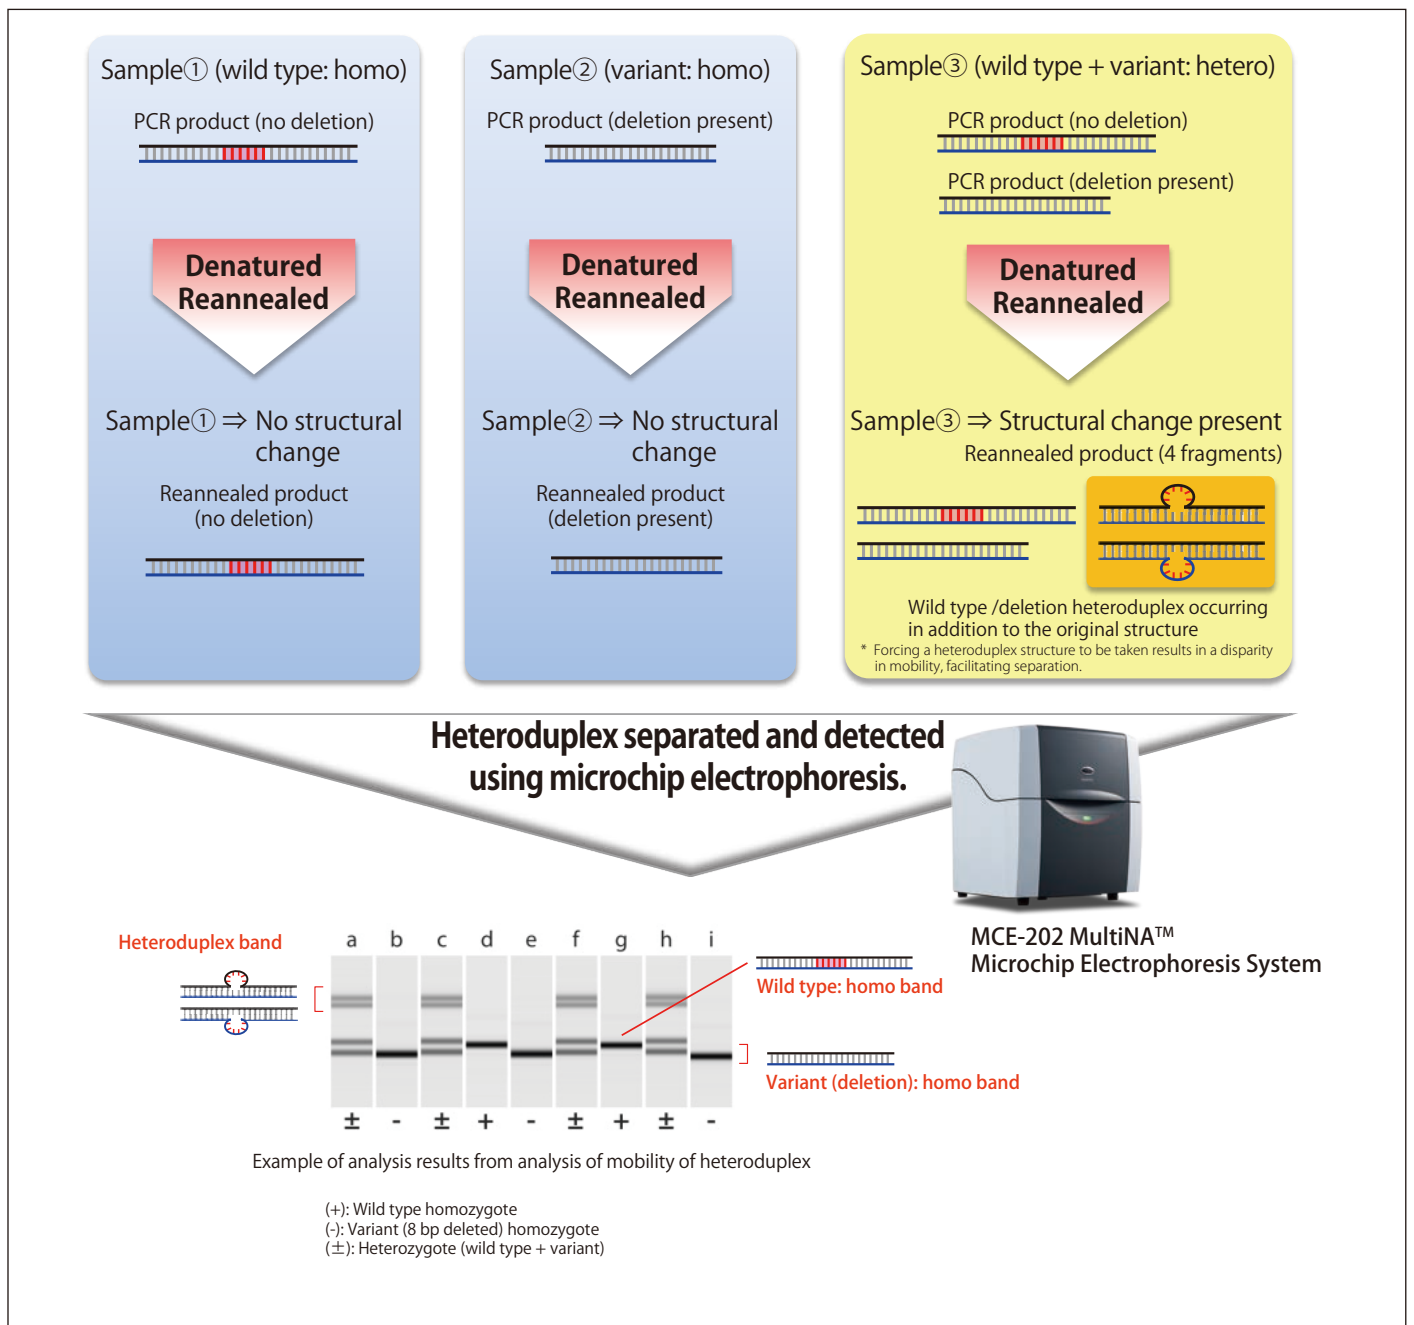 Sample① (wild type: homo)
PCR product (no deletion)
Denatured
Reannealed
Sample① ⇒ No structural
change
Reannealed product
(no deletion)
Sample② (variant: homo)
PCR product (deletion present)
Denatured
Reannealed
Sample② ⇒ No structural
change
Reannealed product
(deletion present)
Sample③ (wild type + variant: hetero)
PCR product (no deletion)
PCR product (deletion present)
Denatured
Reannealed
Sample③ ⇒ Structural change present
Reannealed product (4 fragments)
Wild type /deletion heteroduplex occurring
in addition to the original structure
* Forcing a heteroduplex structure to be taken results in a disparity
in mobility, facilitating separation.
Heteroduplex separated and detected
using microchip electrophoresis.
MCE-202 MultiNA™
Microchip Electrophoresis System
Heteroduplex band
a b c d e f g h i
Wild type: homo band
Variant (deletion): homo band
± - ± + - ± + ± -
Example of analysis results from analysis of mobility of heteroduplex
(+): Wild type homozygote
(-): Variant (8 bp deleted) homozygote
(±): Heterozygote (wild type + variant)